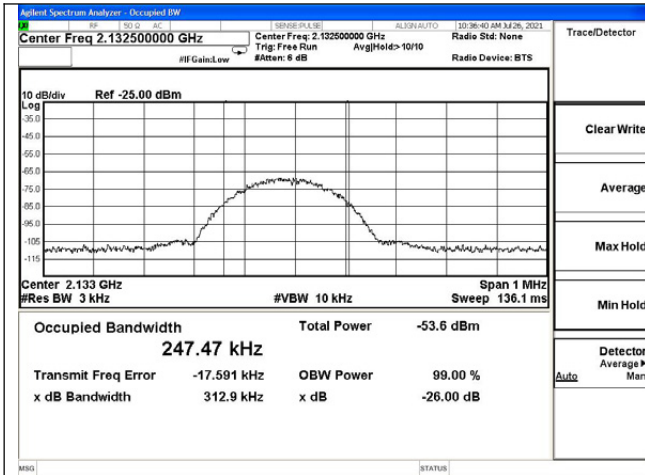 Agilent Spectrum Analyzer - Occupied BW
RF 50 Ω AC SENSE:PULSE ALIGN AUTO 10:36:40 AM Jul 26, 2021
Center Freq 2.132500000 GHz
Center Freq: 2.132500000 GHz
Radio Std: None
Trig: Free Run Avg|Hold:> 10/10
#IFGain:Low
#Atten: 6 dB
Radio Device: BTS
Trace/Detector
10 dB/div Ref -25.00 dBm
Log
-35.0
-45.0
-55.0
-65.0
-75.0
-85.0
-95.0
-105
-115
Center 2.133 GHz Span 1 MHz
#Res BW 3 kHz #VBW 10 kHz Sweep 136.1 ms
Occupied Bandwidth Total Power -53.6 dBm
247.47 kHz
Transmit Freq Error -17.591 kHz OBW Power 99.00 %
x dB Bandwidth 312.9 kHz x dB -26.00 dB
Clear Write
Average
Max Hold
Min Hold
Detector
Average
Auto Man
MSG STATUS